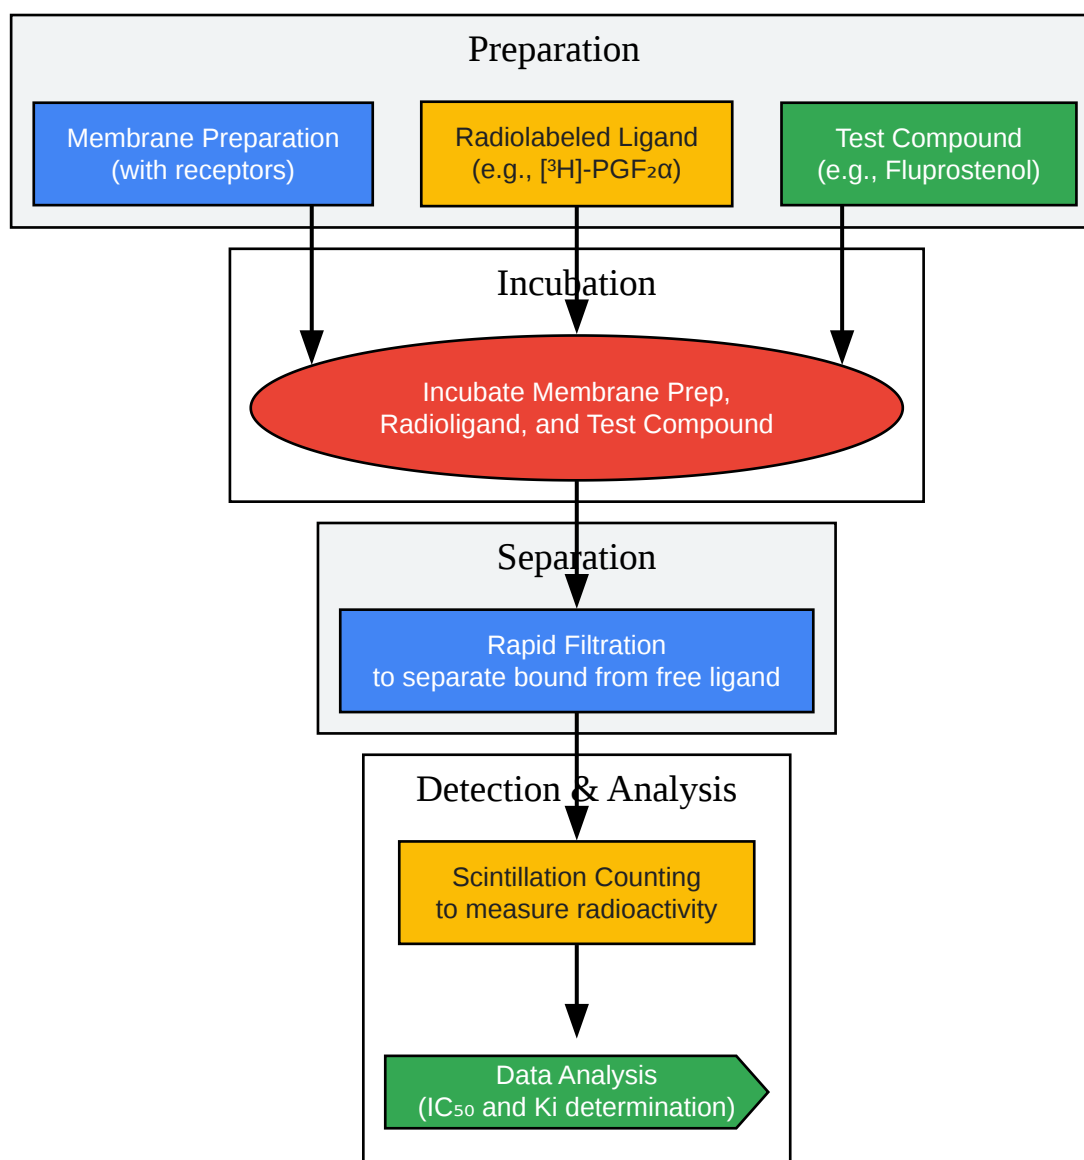 Preparation
Membrane Preparation
(with receptors)
Radiolabeled Ligand
(e.g., [³H]-PGF₂α)
Test Compound
(e.g., Fluprostenol)
Incubation
Incubate Membrane Prep,
Radioligand, and Test Compound
Separation
Rapid Filtration
to separate bound from free ligand
Detection & Analysis
Scintillation Counting
to measure radioactivity
Data Analysis
(IC₅₀ and Ki determination)